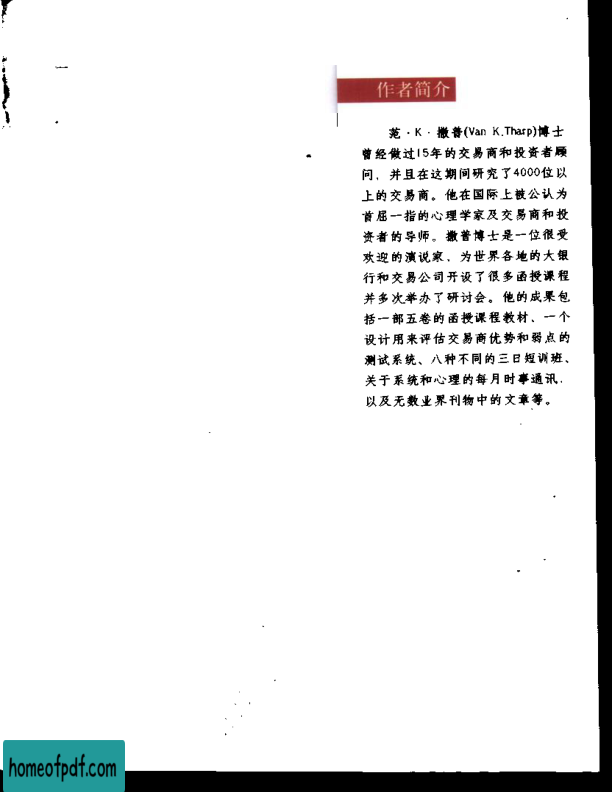 作者简介
范·K·撒普(Van K.Tharp)博士
曾经做过15年的交易商和投资者顾
问，并且在这期间研究了4000位以
上的交易商。他在国际上被公认为
首屈一指的心理学家及交易商和投
资者的导师。撒普博士是一位很受
欢迎的演说家，为世界各地的大银
行和交易公司开设了很多函授课程
并多次举办了研讨会。他的成果包
括一部五卷的函授课程教材、一个
设计用来评估交易商优势和弱点的
测试系统、八种不同的三日短训班、
关于系统和心理的每月时事通讯，
以及无数业界刊物中的文章等。
homeofpdf.com